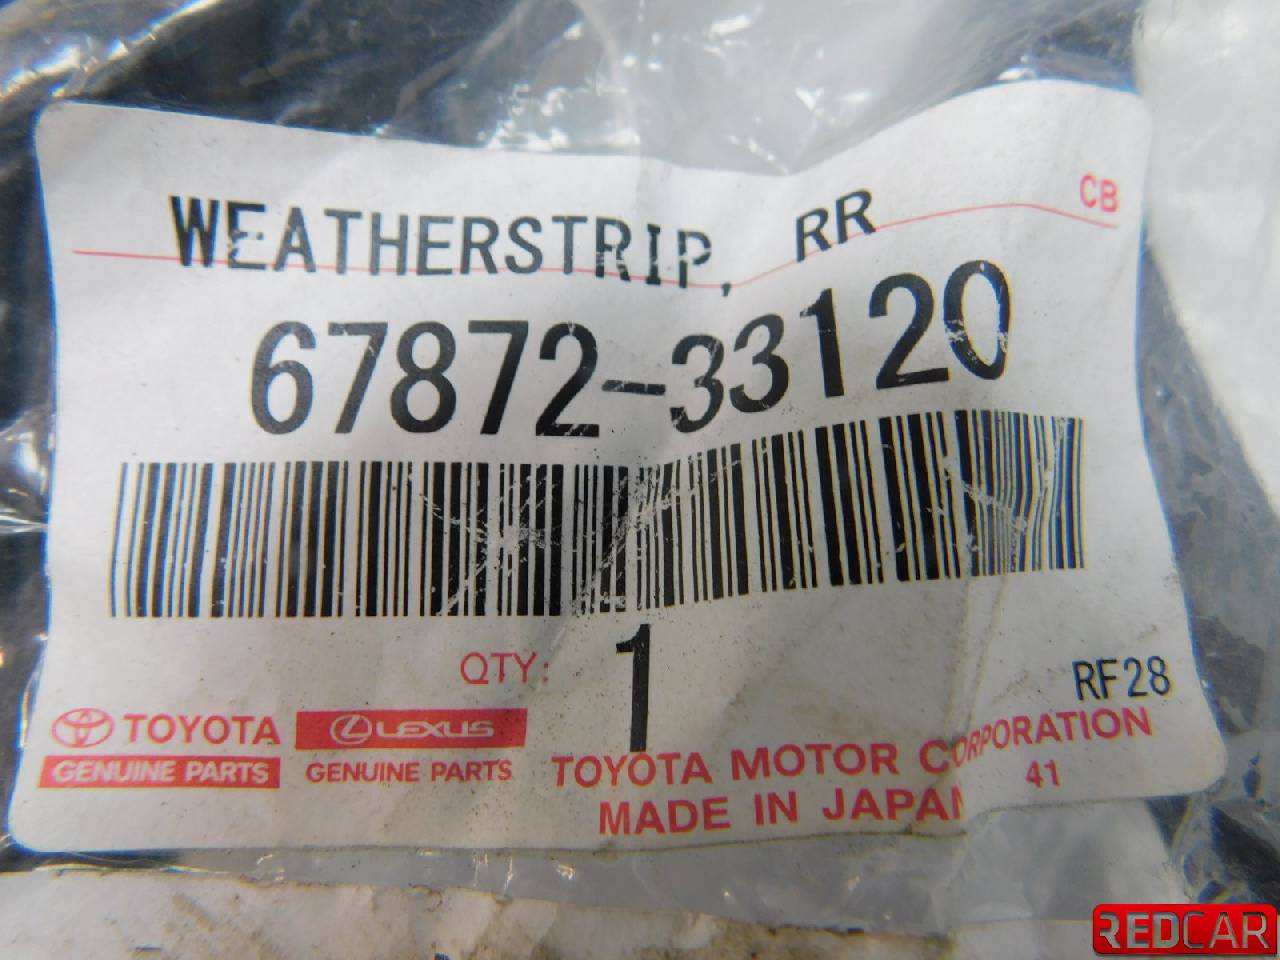 CB
WEATHERSTRIP, RR
67872-33120
QTY: 1
RF28
TOYOTA
GENUINE PARTS
LEXUS
GENUINE PARTS
TOYOTA MOTOR CORPORATION
MADE IN JAPAN
41
REDCAR